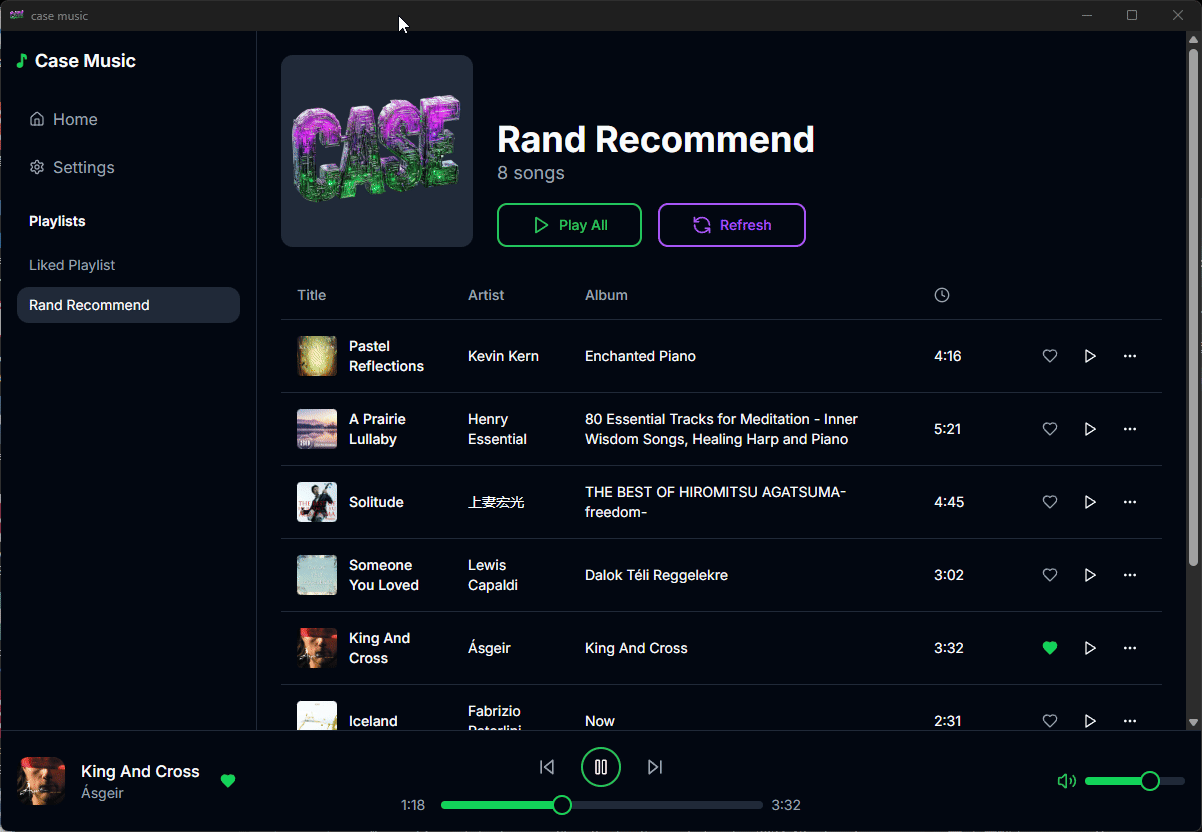 case music
Case Music
Home
Settings
Playlists
Liked Playlist
Rand Recommend
CASE
Rand Recommend
8 songs
Play All
Refresh
Title Artist Album
Pastel
Reflections
Kevin Kern
Enchanted Piano
4:16
A Prairie
Lullaby
Henry
Essential
80 Essential Tracks for Meditation - Inner
Wisdom Songs, Healing Harp and Piano
5:21
Solitude
上妻宏光
THE BEST OF HIROMITSU AGATSUMA-
freedom-
4:45
Someone
You Loved
Lewis
Capaldi
Dalok Téli Reggelekre
3:02
King And
Cross
Ásgeir
King And Cross
3:32
Iceland
Fabrizio
Now
2:31
King And Cross
Ásgeir
1:18
3:32